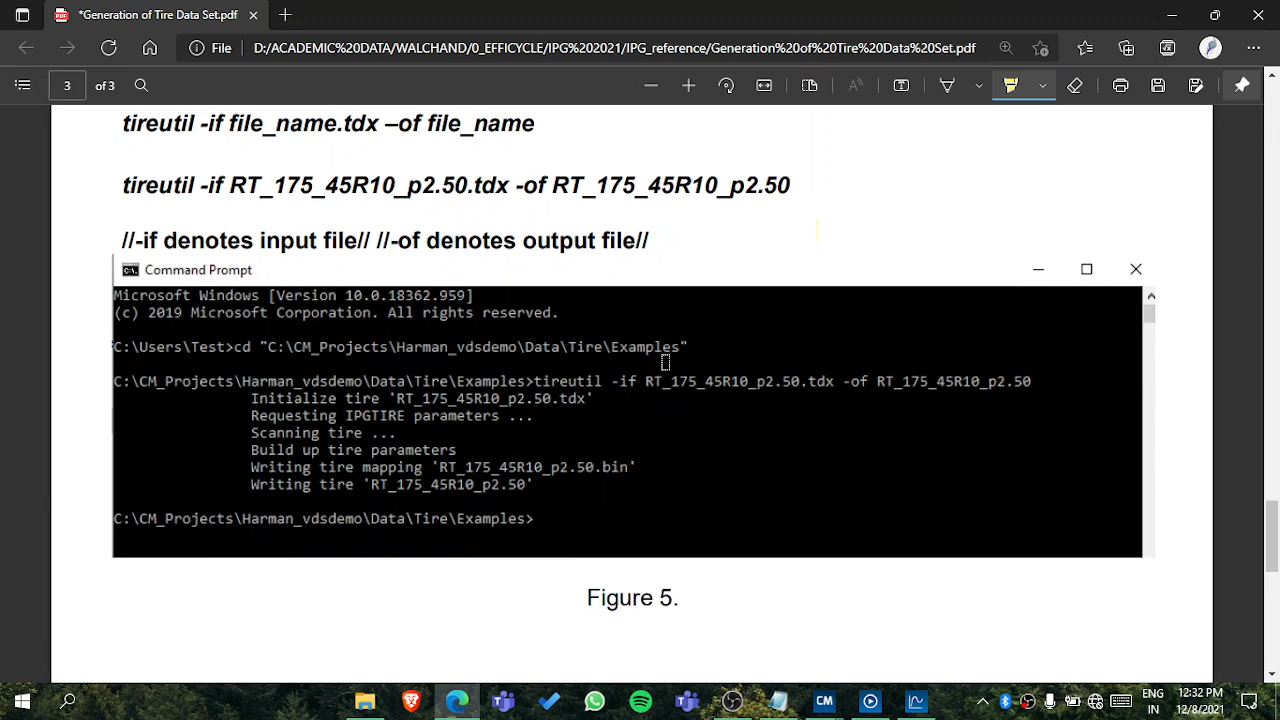 *Generation of Tire Data Set.pdf
File D:/ACADEMIC%20DATA/WALCHAND/0_EFFICYCLE/IPG%202021/IPG_reference/Generation%20of%20Tire%20Data%20Set.pdf
3 of 3
tireutil -if file_name.tdx –of file_name
tireutil -if RT_175_45R10_p2.50.tdx -of RT_175_45R10_p2.50
//-if denotes input file// //-of denotes output file//
Command Prompt
Microsoft Windows [Version 10.0.18362.959]
(c) 2019 Microsoft Corporation. All rights reserved.
C:\Users\Test>cd "C:\CM_Projects\Harman_vdsdemo\Data\Tire\Examples"
C:\CM_Projects\Harman_vdsdemo\Data\Tire\Examples>tireutil -if RT_175_45R10_p2.50.tdx -of RT_175_45R10_p2.50
Initialize tire 'RT_175_45R10_p2.50.tdx'
Requesting IPGTIRE parameters ...
Scanning tire ...
Build up tire parameters
Writing tire mapping 'RT_175_45R10_p2.50.bin'
Writing tire 'RT_175_45R10_p2.50'
C:\CM_Projects\Harman_vdsdemo\Data\Tire\Examples>
Figure 5.
CM
ENG 12:32 PM
IN 10/8/2021